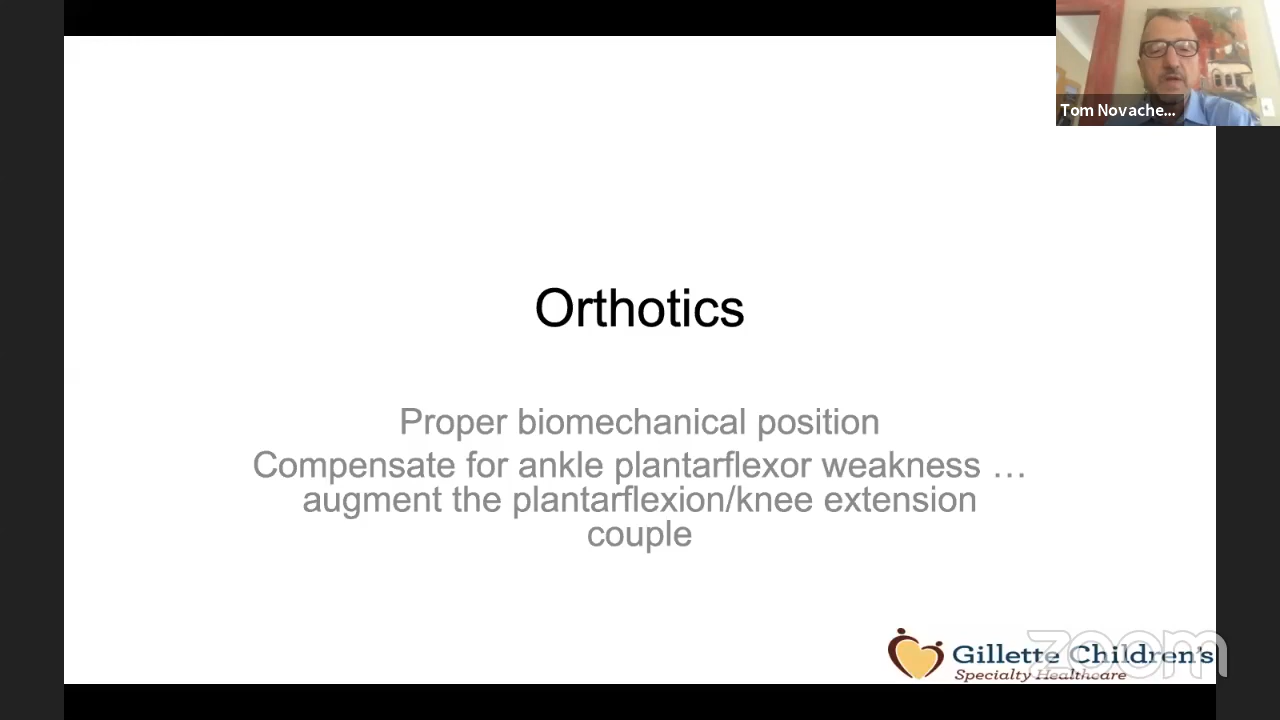 Tom Novache...
Orthotics
Proper biomechanical position
Compensate for ankle plantarflexor weakness …
augment the plantarflexion/knee extension
couple
Gillette Children's
Specialty Healthcare
zoom